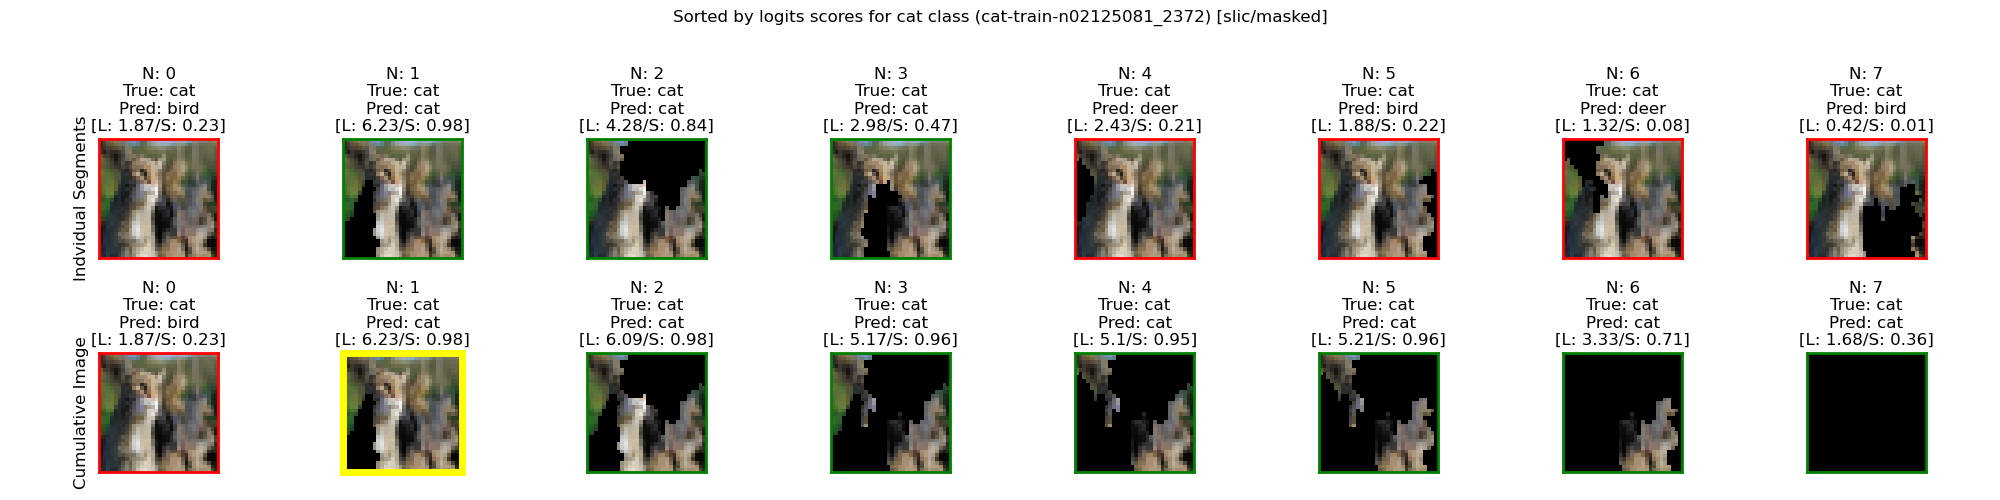 Sorted by logits scores for cat class (cat-train-n02125081_2372) [slic/masked]
Individual Segments
N: 0
True: cat
Pred: bird
[L: 1.87/S: 0.23]
N: 1
True: cat
Pred: cat
[L: 6.23/S: 0.98]
N: 2
True: cat
Pred: cat
[L: 4.28/S: 0.84]
N: 3
True: cat
Pred: cat
[L: 2.98/S: 0.47]
N: 4
True: cat
Pred: deer
[L: 2.43/S: 0.21]
N: 5
True: cat
Pred: bird
[L: 1.88/S: 0.22]
N: 6
True: cat
Pred: deer
[L: 1.32/S: 0.08]
N: 7
True: cat
Pred: bird
[L: 0.42/S: 0.01]
Cumulative Image
N: 0
True: cat
Pred: bird
[L: 1.87/S: 0.23]
N: 1
True: cat
Pred: cat
[L: 6.23/S: 0.98]
N: 2
True: cat
Pred: cat
[L: 6.09/S: 0.98]
N: 3
True: cat
Pred: cat
[L: 5.17/S: 0.96]
N: 4
True: cat
Pred: cat
[L: 5.1/S: 0.95]
N: 5
True: cat
Pred: cat
[L: 5.21/S: 0.96]
N: 6
True: cat
Pred: cat
[L: 3.33/S: 0.71]
N: 7
True: cat
Pred: cat
[L: 1.68/S: 0.36]